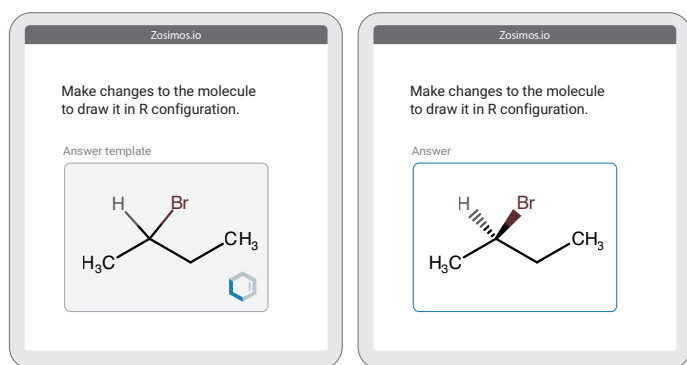 Zosimos.io
Make changes to the molecule
to draw it in R configuration.
Answer template
H
Br
H₃C
CH₃
Zosimos.io
Make changes to the molecule
to draw it in R configuration.
Answer
H
Br
H₃C
CH₃